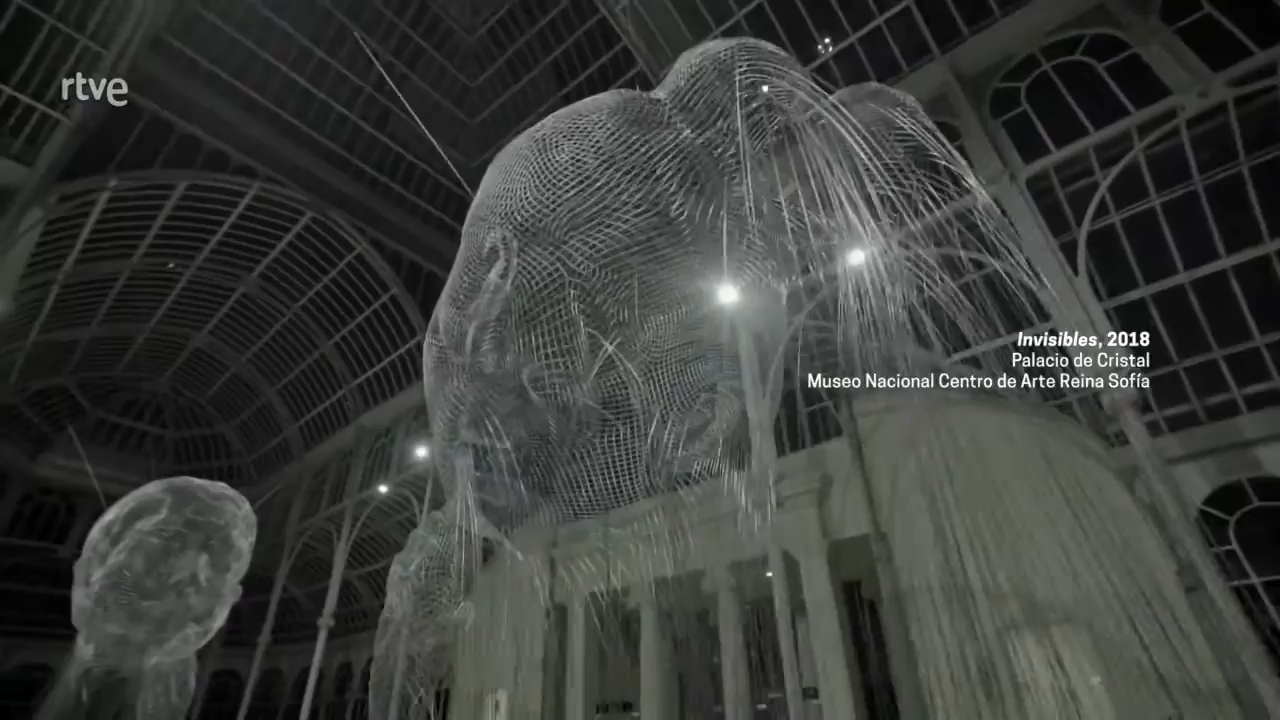 rtve
Invisibles, 2018
Palacio de Cristal
Museo Nacional Centro de Arte Reina Sofía